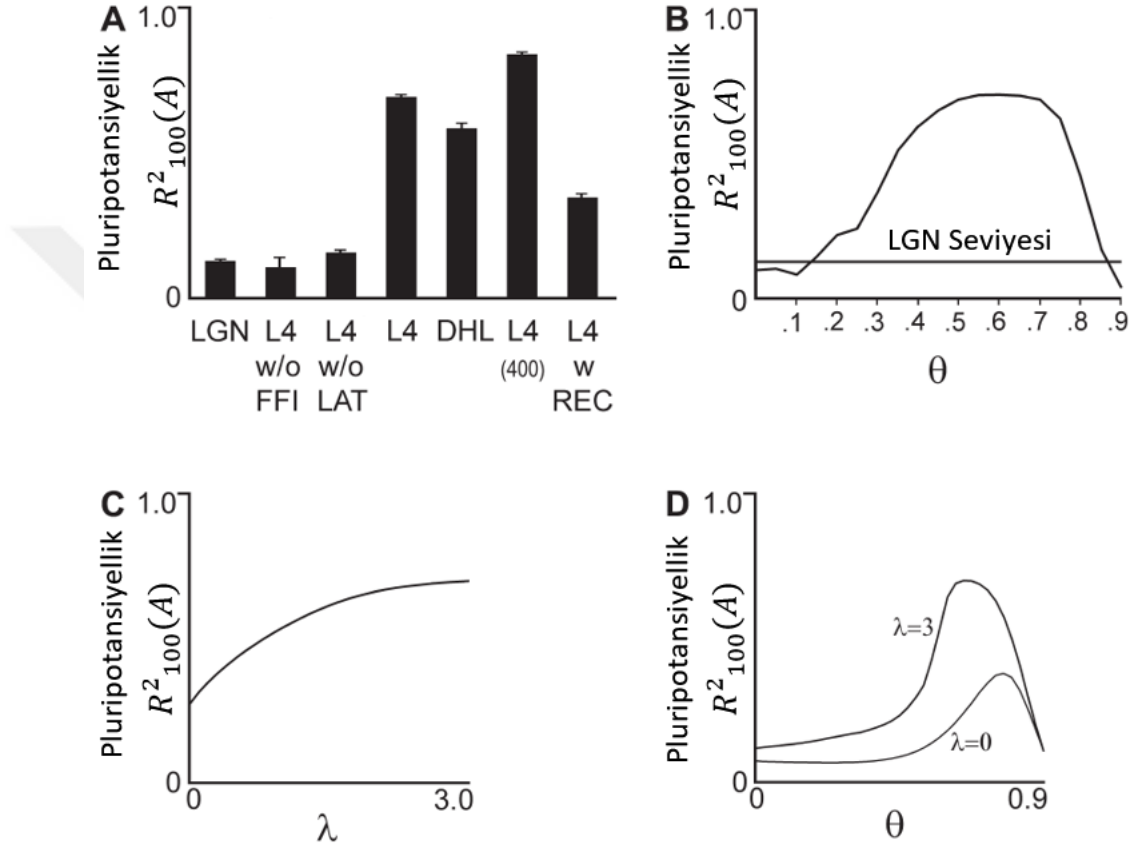 A
1.0
Pluripotansiyellik
R²₁₀₀(A)
0
LGN L4 L4 L4 DHL L4 L4
w/o w/o (400) w
FFI LAT REC
B
1.0
Pluripotansiyellik
R²₁₀₀(A)
LGN Seviyesi
0
.1 .2 .3 .4 .5 .6 .7 .8 .9
θ
C
1.0
Pluripotansiyellik
R²₁₀₀(A)
0
0 3.0
λ
D
1.0
Pluripotansiyellik
R²₁₀₀(A)
λ=3
λ=0
0
0 0.9
θ